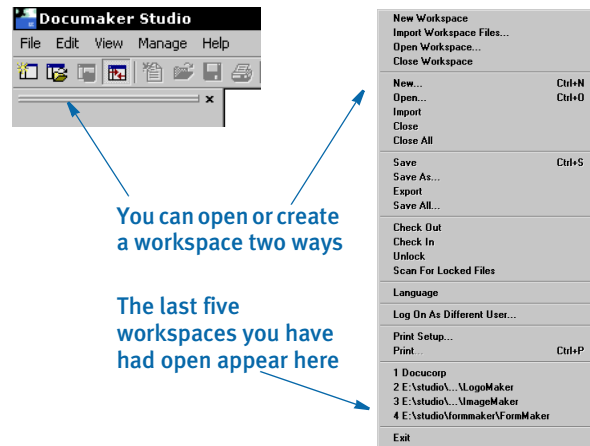 Documaker Studio
File Edit View Manage Help
x
You can open or create
a workspace two ways
The last five
workspaces you have
had open appear here
New Workspace
Import Workspace Files...
Open Workspace...
Close Workspace
New... Ctrl+N
Open... Ctrl+O
Import
Close
Close All
Save Ctrl+S
Save As...
Export
Save All...
Check Out
Check In
Unlock
Scan For Locked Files
Language
Log On As Different User...
Print Setup...
Print... Ctrl+P
1 Docucorp
2 E:\studio\...\LogoMaker
3 E:\studio\...\ImageMaker
4 E:\studio\formmaker\FormMaker
Exit